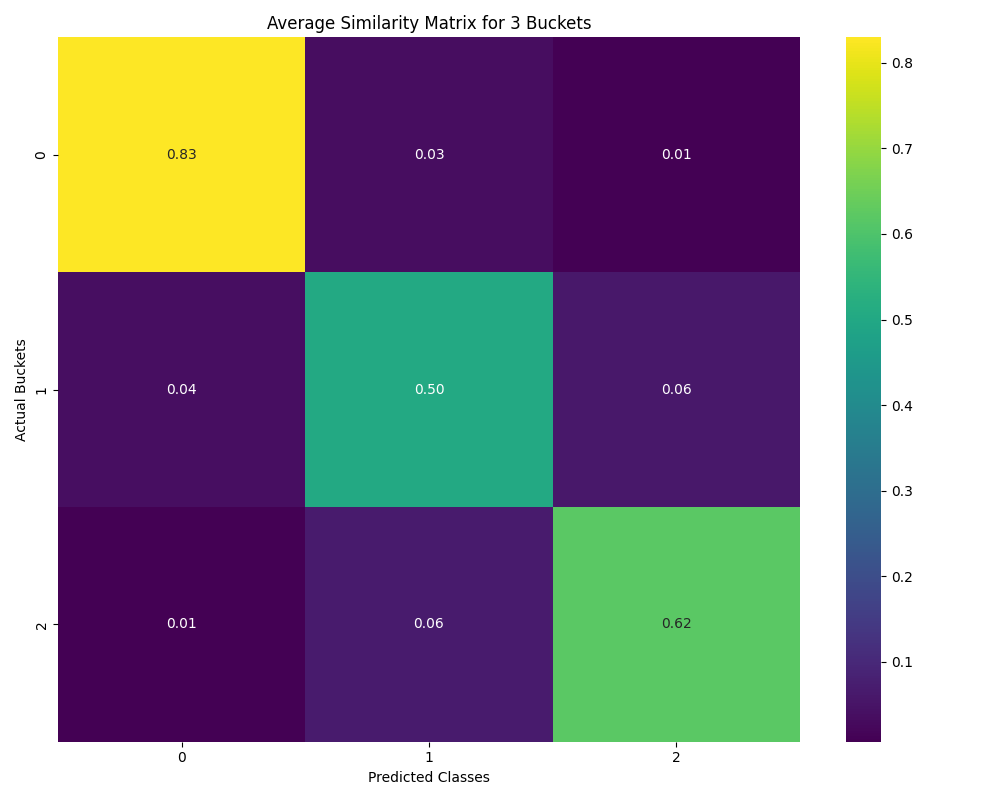 Average Similarity Matrix for 3 Buckets
0.8
0.83 0.03 0.01
0
0.7
0.6
0.5
Actual Buckets
1
0.04 0.50 0.06
0.4
0.3
0.2
2
0.01 0.06 0.62
0.1
0 1 2
Predicted Classes